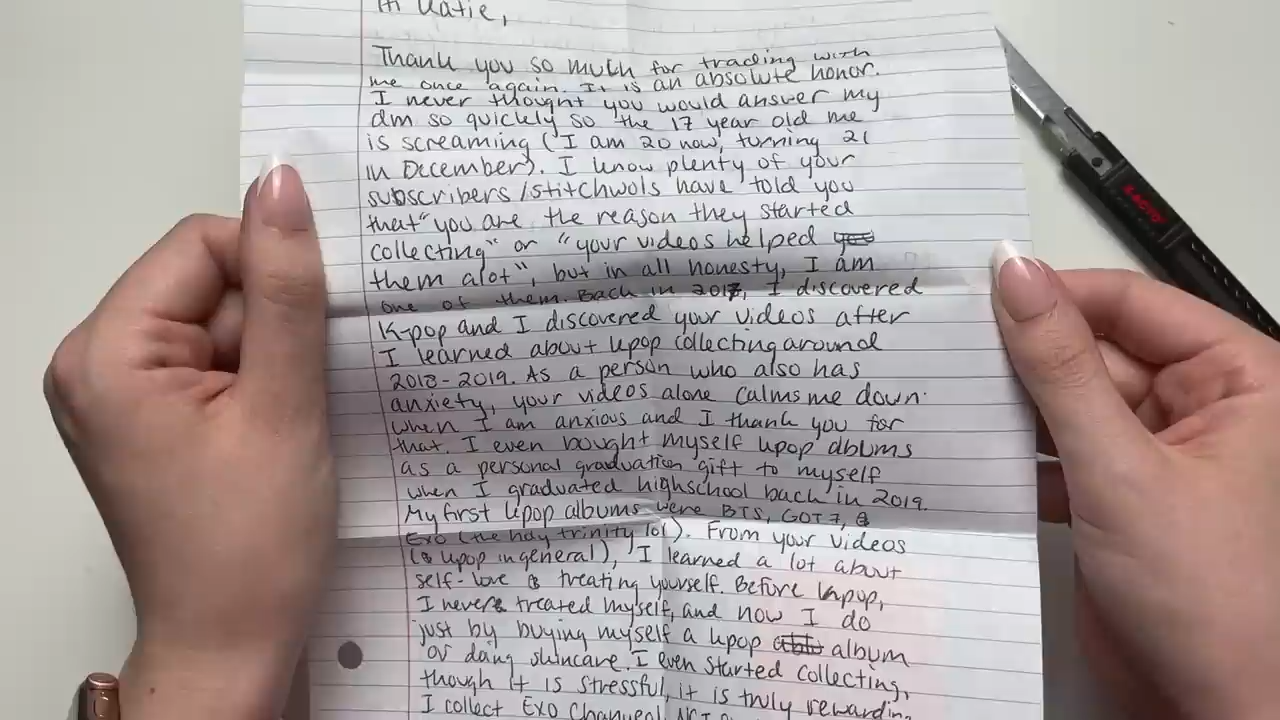 Hi Katie,
Thank you so much for trading with
me once again. It is an absolute honor.
I never thought you would answer my
dm so quickly so the 17 year old me
is screaming (I am 20 now, turning 21
in December). I know plenty of your
subscribers/stitchwols have told you
that "you are the reason they started
collecting" or "your videos helped
them alot", but in all honesty, I am
one of them. Back in 2017, I discovered
K-pop and I discovered your videos after
I learned about kpop collecting around
2018-2019. As a person who also has
anxiety, your videos alone calms me down
when I am anxious and I thank you for
that. I even bought myself kpop albums
as a personal graduation gift to myself
when I graduated highschool back in 2019.
My first kpop albums were BTS, GOT7, &
Exo (the holy trinity lol). From your videos
(& kpop in general), I learned a lot about
self-love & treating yourself. Before kpop,
I never treated myself, and now I do
just by buying myself a kpop album
or doing skincare. I even started collecting,
though it is stressful, it is truly rewarding
I collect Exo Chanyeol, NCT
KACTO